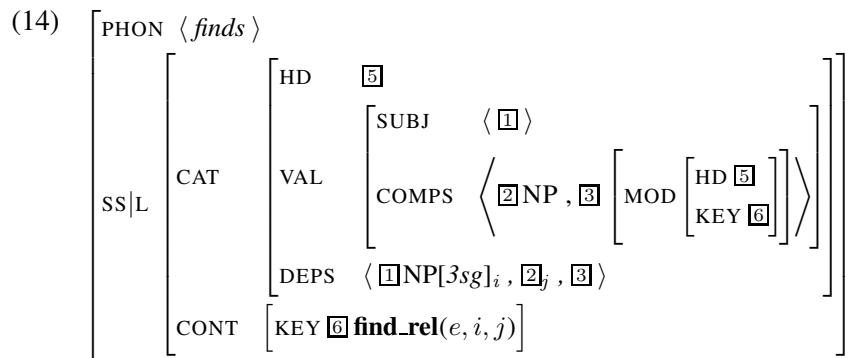 (14) PHON ⟨ finds ⟩
HD 5
SUBJ ⟨ 1 ⟩
SS|L CAT VAL COMPS ⟨ 2 NP , 3 [ MOD [ HD 5
KEY 6 ] ] ⟩
DEPS ⟨ 1 NP[3sg]i , 2 j , 3 ⟩
CONT [ KEY 6 find_rel(e, i, j) ]